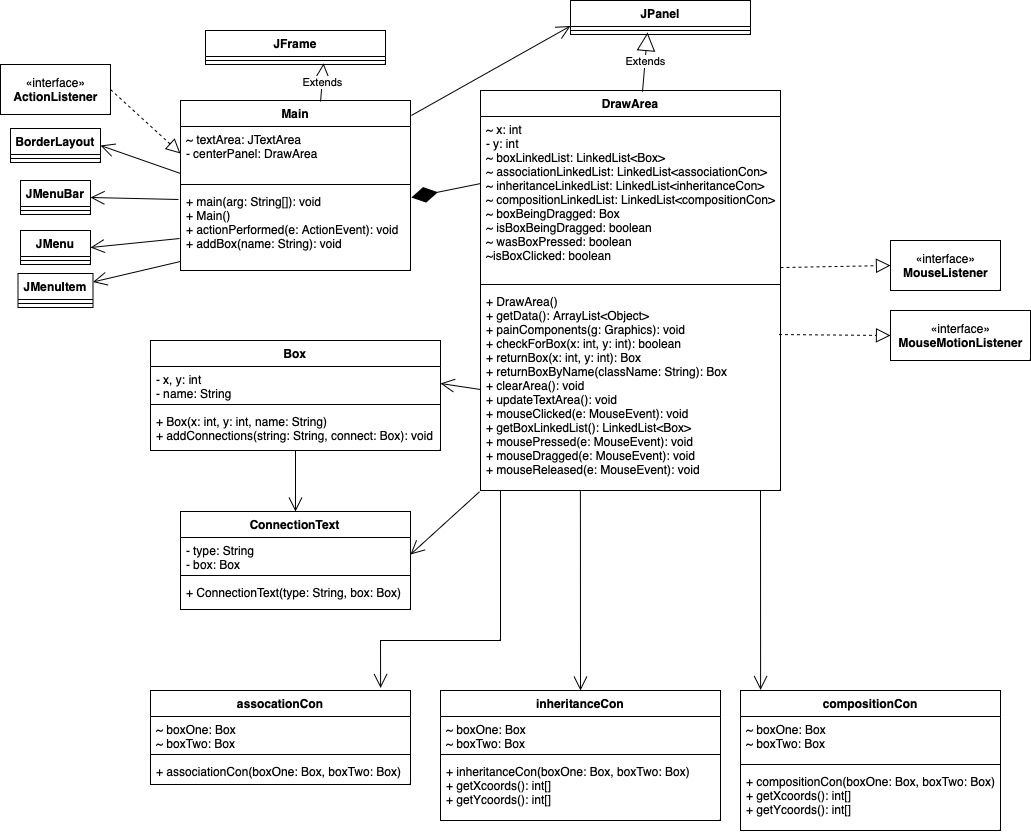 JPanel
JFrame
Extends
Extends
«interface»
ActionListener
BorderLayout
JMenuBar
JMenu
JMenuItem
Main
~ textArea: JTextArea
- centerPanel: DrawArea
+ main(arg: String[]): void
+ Main()
+ actionPerformed(e: ActionEvent): void
+ addBox(name: String): void
DrawArea
~ x: int
- y: int
~ boxLinkedList: LinkedList<Box>
~ associationLinkedList: LinkedList<associationCon>
~ inheritanceLinkedList: LinkedList<inheritanceCon>
~ compositionLinkedList: LinkedList<compositionCon>
~ boxBeingDragged: Box
~ isBoxBeingDragged: boolean
~ wasBoxPressed: boolean
~isBoxClicked: boolean
+ DrawArea()
+ getData(): ArrayList<Object>
+ painComponents(g: Graphics): void
+ checkForBox(x: int, y: int): boolean
+ returnBox(x: int, y: int): Box
+ returnBoxByName(className: String): Box
+ clearArea(): void
+ updateTextArea(): void
+ mouseClicked(e: MouseEvent): void
+ getBoxLinkedList(): LinkedList<Box>
+ mousePressed(e: MouseEvent): void
+ mouseDragged(e: MouseEvent): void
+ mouseReleased(e: MouseEvent): void
«interface»
MouseListener
«interface»
MouseMotionListener
Box
- x, y: int
- name: String
+ Box(x: int, y: int, name: String)
+ addConnections(string: String, connect: Box): void
ConnectionText
- type: String
- box: Box
+ ConnectionText(type: String, box: Box)
assocationCon
~ boxOne: Box
~ boxTwo: Box
+ associationCon(boxOne: Box, boxTwo: Box)
inheritanceCon
~ boxOne: Box
~ boxTwo: Box
+ inheritanceCon(boxOne: Box, boxTwo: Box)
+ getXcoords(): int[]
+ getYcoords(): int[]
compositionCon
~ boxOne: Box
~ boxTwo: Box
+ compositionCon(boxOne: Box, boxTwo: Box)
+ getXcoords(): int[]
+ getYcoords(): int[]